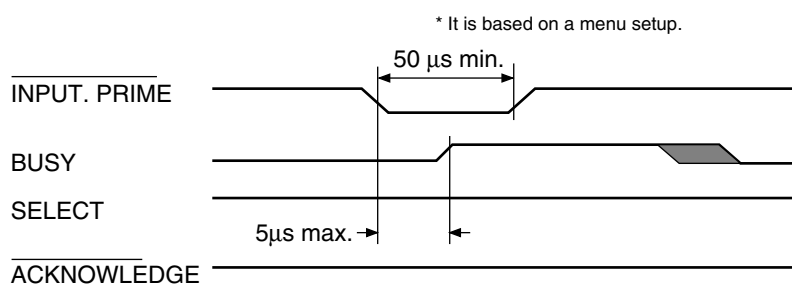 * It is based on a menu setup.
50 μs min.
INPUT. PRIME
BUSY
SELECT
5μs max.
ACKNOWLEDGE